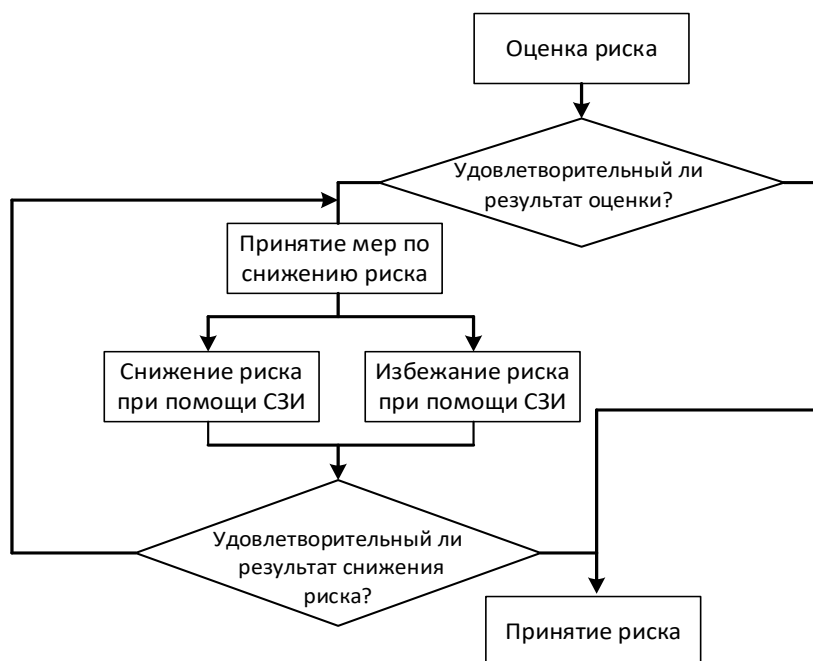 Оценка риска
Удовлетворительный ли
результат оценки?
Принятие мер по
снижению риска
Снижение риска
при помощи СЗИ
Избежание риска
при помощи СЗИ
Удовлетворительный ли
результат снижения
риска?
Принятие риска